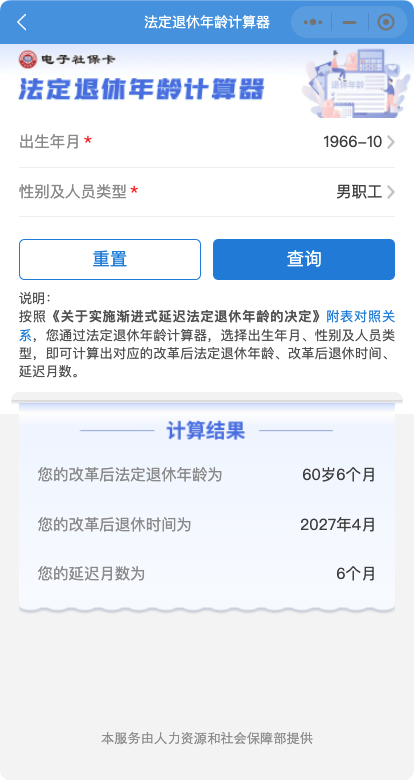 法定退休年龄计算器
电子社保卡
法定退休年龄计算器
退休年龄
出生年月*
1966-10
性别及人员类型*
男职工
重置
查询
说明：
按照《关于实施渐进式延迟法定退休年龄的决定》附表对照关
系，您通过法定退休年龄计算器，选择出生年月、性别及人员类
型，即可计算出对应的改革后法定退休年龄、改革后退休时间、
延迟月数。
计算结果
您的改革后法定退休年龄为
60岁6个月
您的改革后退休时间为
2027年4月
您的延迟月数为
6个月
本服务由人力资源和社会保障部提供